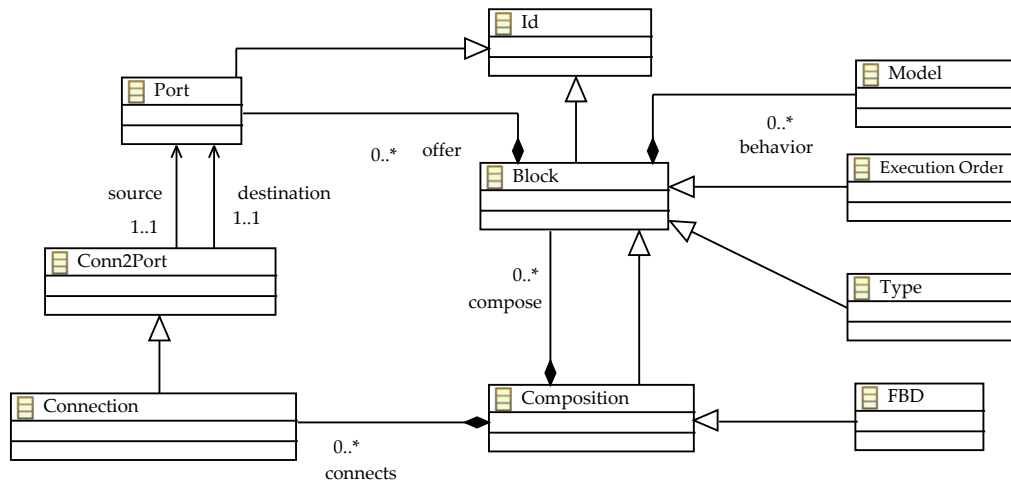 Id
Model
Port
0..*
offer
0..*
behavior
Block
Execution Order
source
destination
1..1
1..1
Conn2Port
0..*
compose
Type
Connection
Composition
FBD
0..*
connects